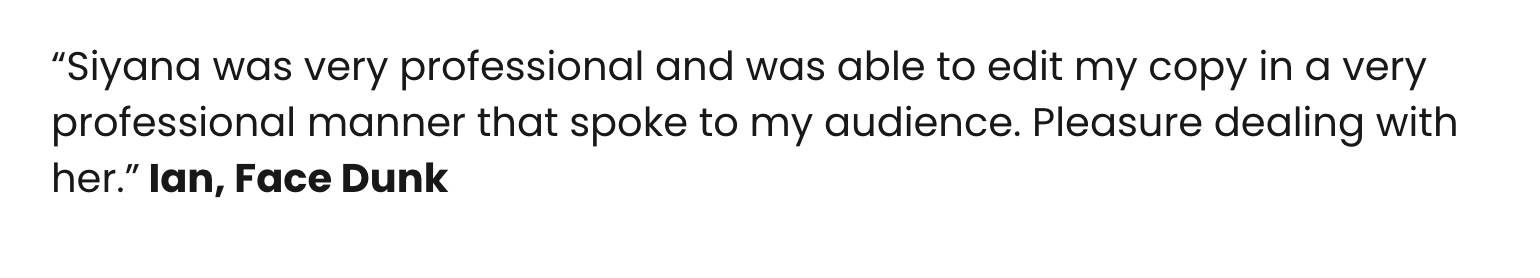 “Siyana was very professional and was able to edit my copy in a very
professional manner that spoke to my audience. Pleasure dealing with
her.” Ian, Face Dunk